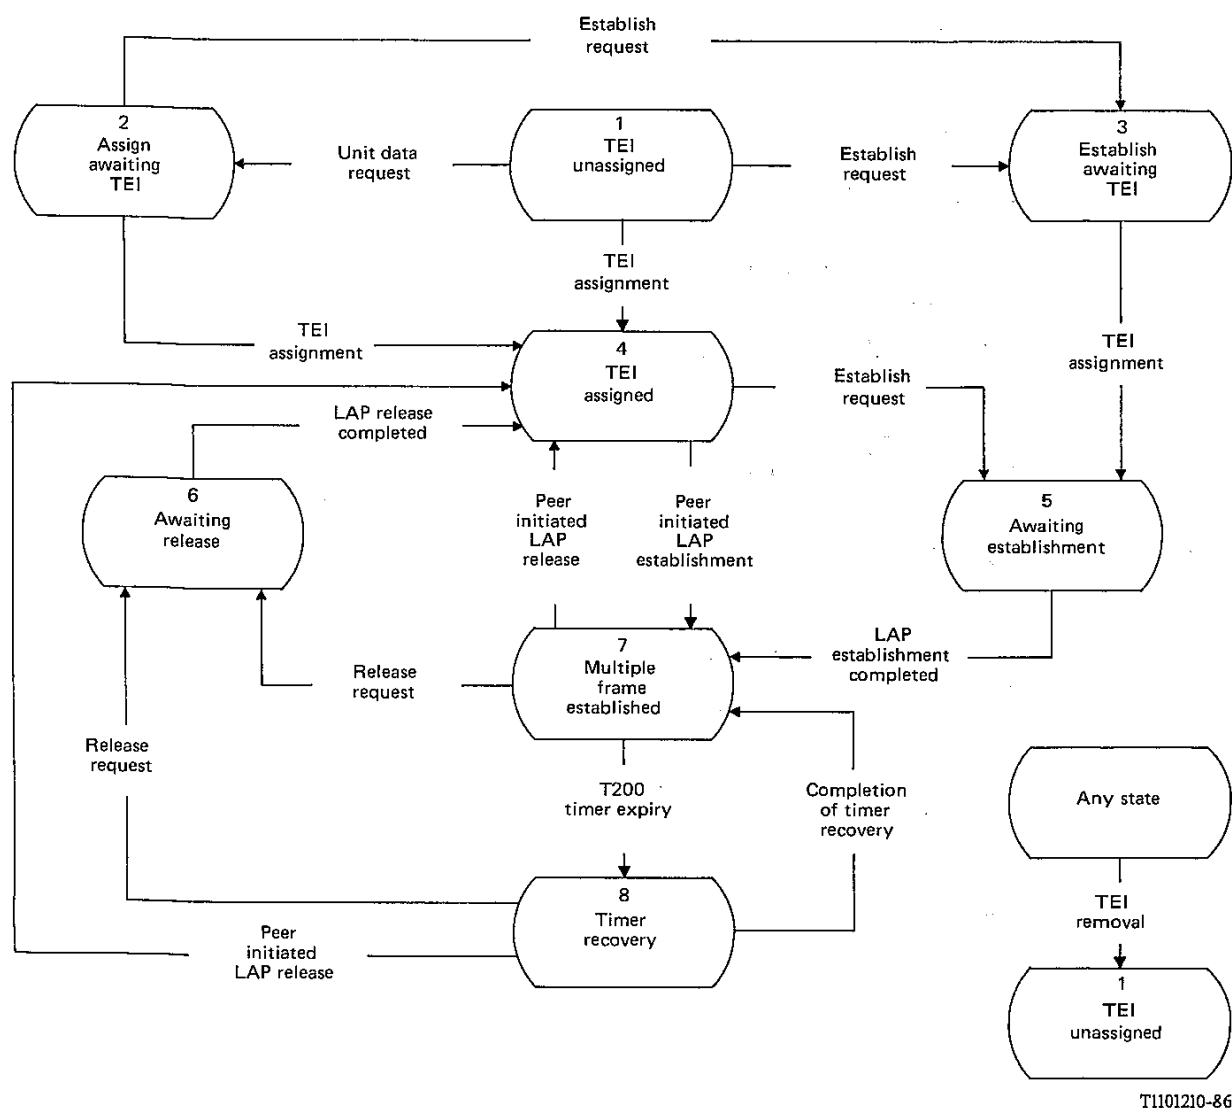 Establish
request
2
Assign
awaiting
TEI
Unit data
request
1
TEI
unassigned
Establish
request
3
Establish
awaiting
TEI
TEI
assignment
TEI
assignment
4
TEI
assigned
Establish
request
TEI
assignment
LAP release
completed
6
Awaiting
release
Peer
initiated
LAP
release
Peer
initiated
LAP
establishment
5
Awaiting
establishment
Release
request
7
Multiple
frame
established
LAP
establishment
completed
Release
request
T200
timer expiry
Completion
of timer
recovery
Any state
8
Timer
recovery
Peer
initiated
LAP release
TEI
removal
1
TEI
unassigned
T1101210-86